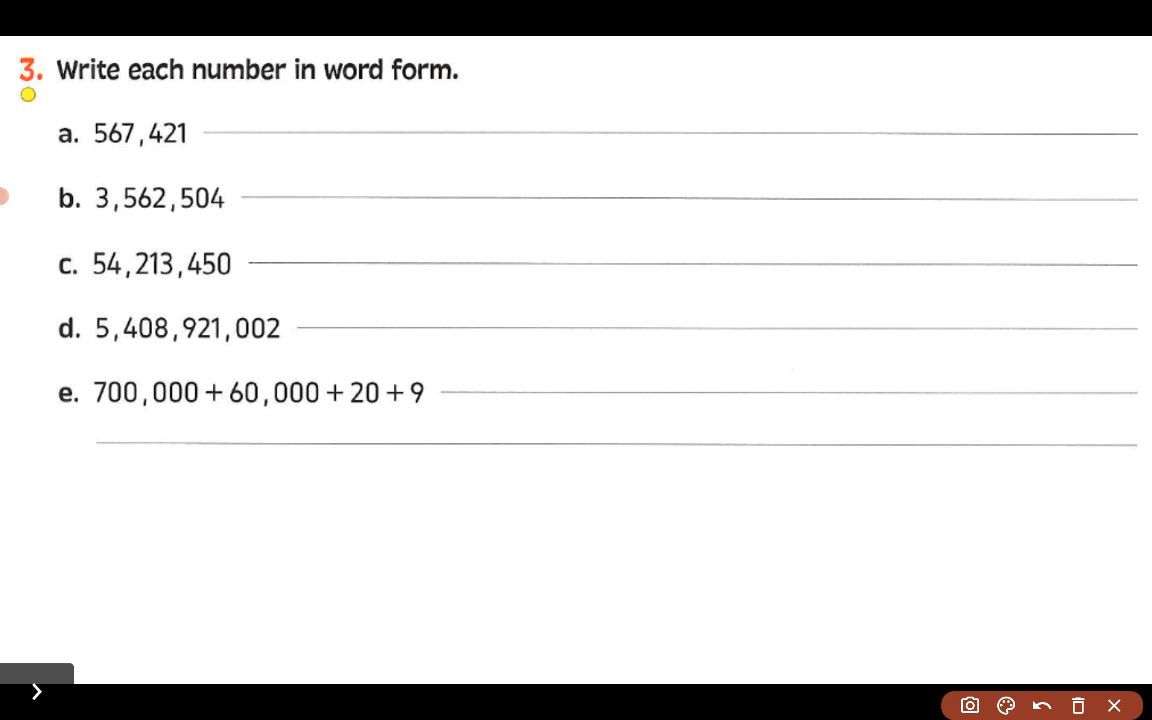 3. Write each number in word form.
a. 567,421
b. 3,562,504
c. 54,213,450
d. 5,408,921,002
e. 700,000 + 60,000 + 20 + 9